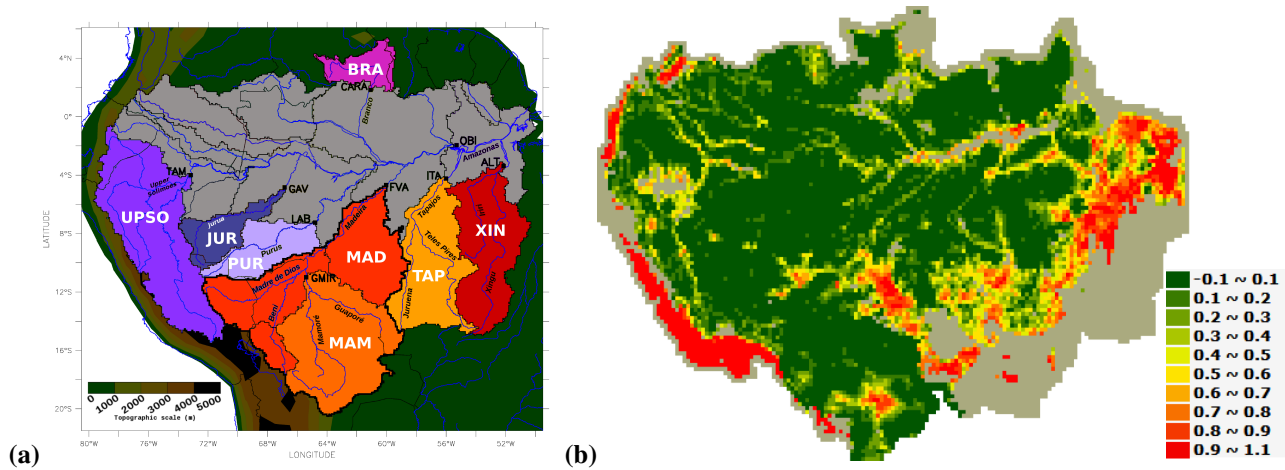 4°N
0°
4°S
8°S
12°S
16°S
20°S
LATITUDE
80°W
76°W
72°W
68°W
64°W
60°W
56°W
52°W
LONGITUDE
BRA
CARA
Branco
OBI
Amazonas
ALT
TAM
Upper
Solimoes
GAV
FVA
ITA
UPSO
Jurua
JUR
LAB
Madeira
Tapajos
XIN
Purus
PUR
MAD
Teles Pires
TAP
Madre de Dios
GMIR
Beni
Juruena
Xingu
Guaporé
Mamoré
MAM
0
1000
2000
3000
4000
5000
Topographic scale (m)
(a)
(b)
-0.1 ~ 0.1
0.1 ~ 0.2
0.2 ~ 0.3
0.3 ~ 0.4
0.4 ~ 0.5
0.5 ~ 0.6
0.6 ~ 0.7
0.7 ~ 0.8
0.8 ~ 0.9
0.9 ~ 1.1